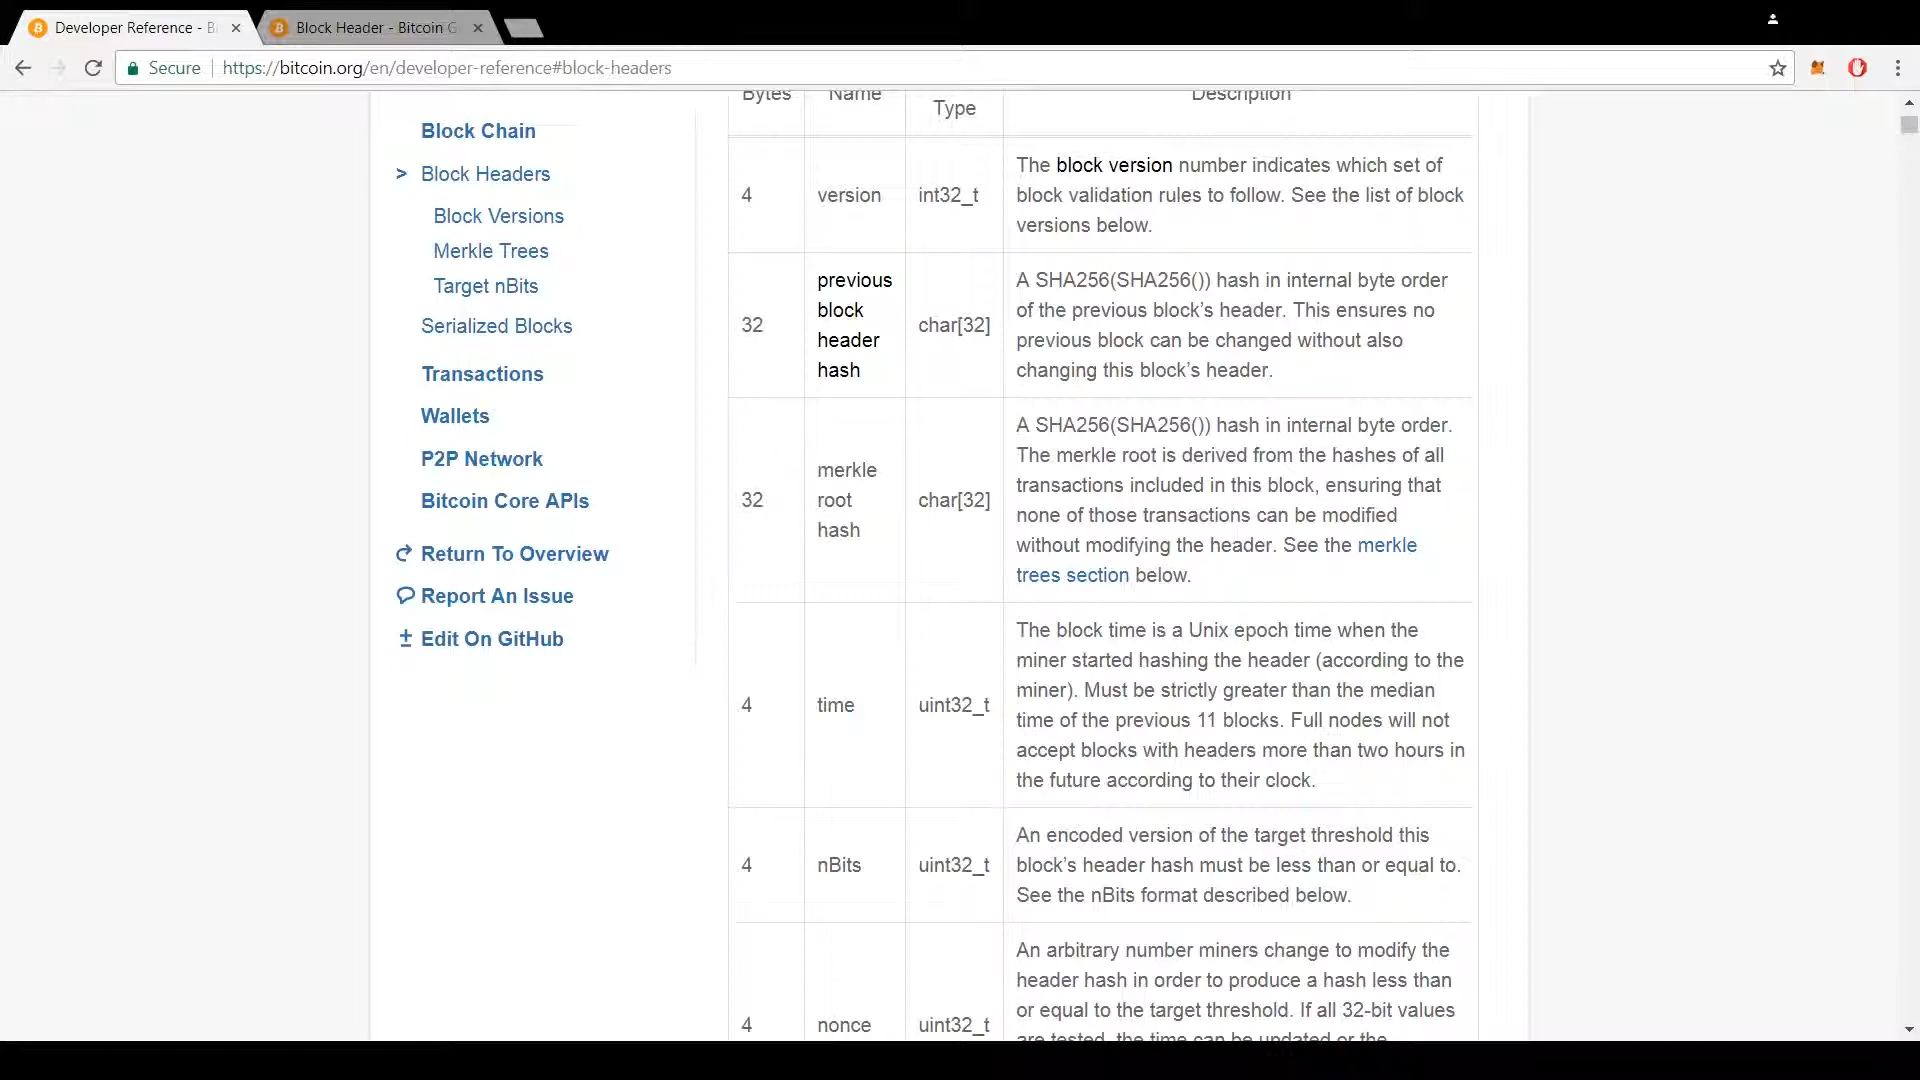 Developer Reference - B
Block Header - Bitcoin G
Secure
https://bitcoin.org/en/developer-reference#block-headers
Block Chain
> Block Headers
Block Versions
Merkle Trees
Target nBits
Serialized Blocks
Transactions
Wallets
P2P Network
Bitcoin Core APIs
Return To Overview
Report An Issue
Edit On GitHub
Bytes Name Type Description
4 version int32_t
The block version number indicates which set of
block validation rules to follow. See the list of block
versions below.
32
previous
block
header
hash
char[32]
A SHA256(SHA256()) hash in internal byte order
of the previous block’s header. This ensures no
previous block can be changed without also
changing this block’s header.
32
merkle
root
hash
char[32]
A SHA256(SHA256()) hash in internal byte order.
The merkle root is derived from the hashes of all
transactions included in this block, ensuring that
none of those transactions can be modified
without modifying the header. See the merkle
trees section below.
4 time uint32_t
The block time is a Unix epoch time when the
miner started hashing the header (according to the
miner). Must be strictly greater than the median
time of the previous 11 blocks. Full nodes will not
accept blocks with headers more than two hours in
the future according to their clock.
4 nBits uint32_t
An encoded version of the target threshold this
block’s header hash must be less than or equal to.
See the nBits format described below.
4 nonce uint32_t
An arbitrary number miners change to modify the
header hash in order to produce a hash less than
or equal to the target threshold. If all 32-bit values
are tested, the time can be updated or the